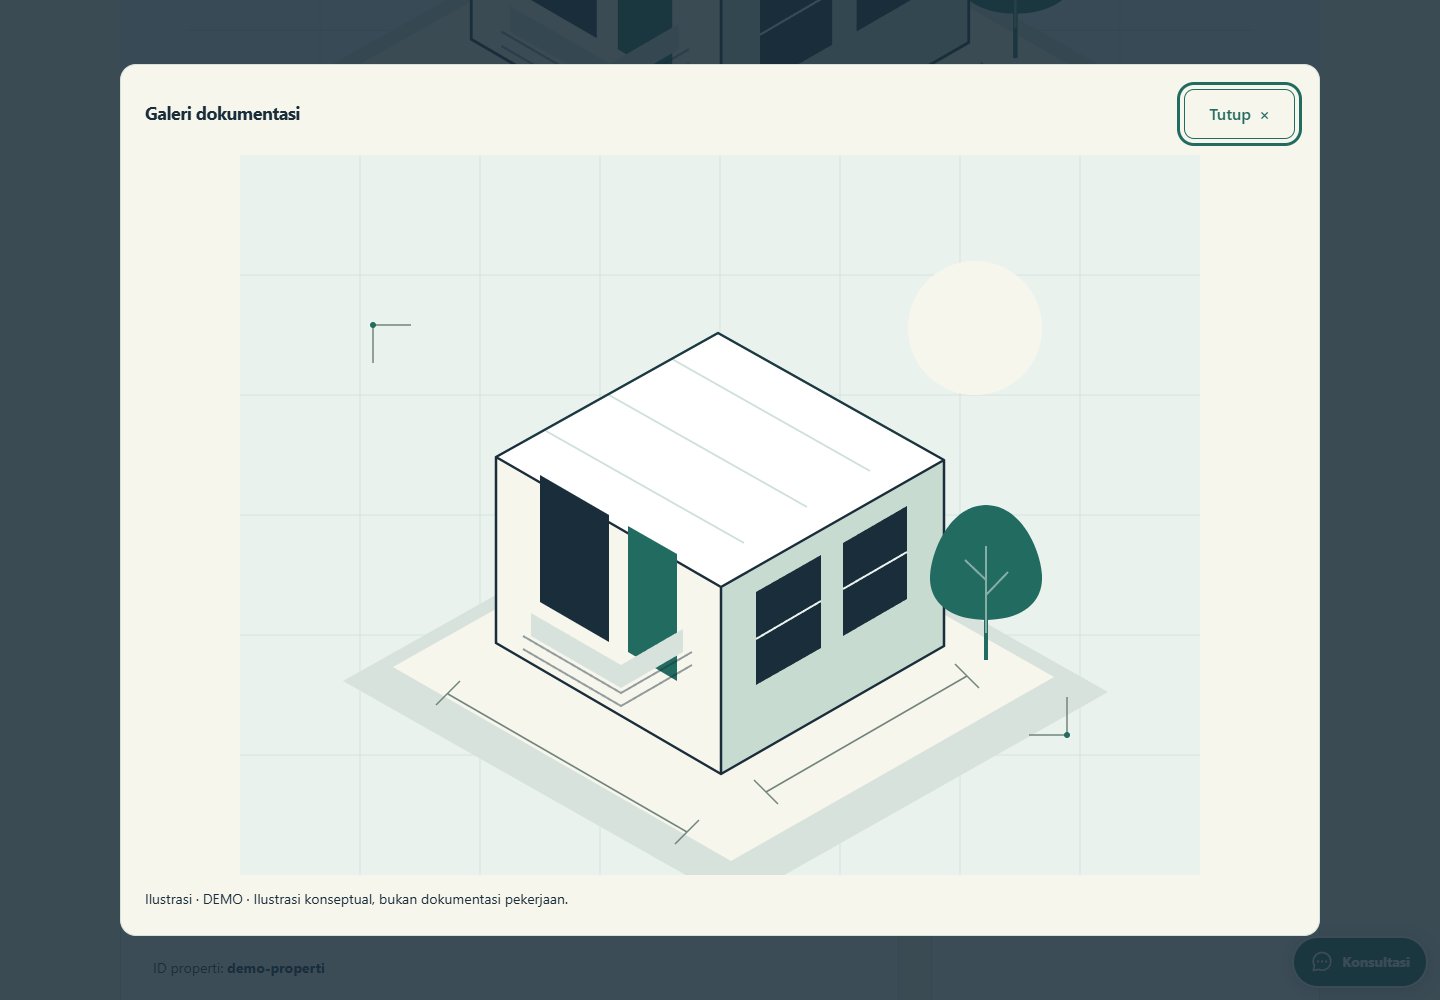 Galeri dokumentasi
Tutup ×
Ilustrasi · DEMO · Ilustrasi konseptual, bukan dokumentasi pekerjaan.
ID properti: demo-properti
Konsultasi